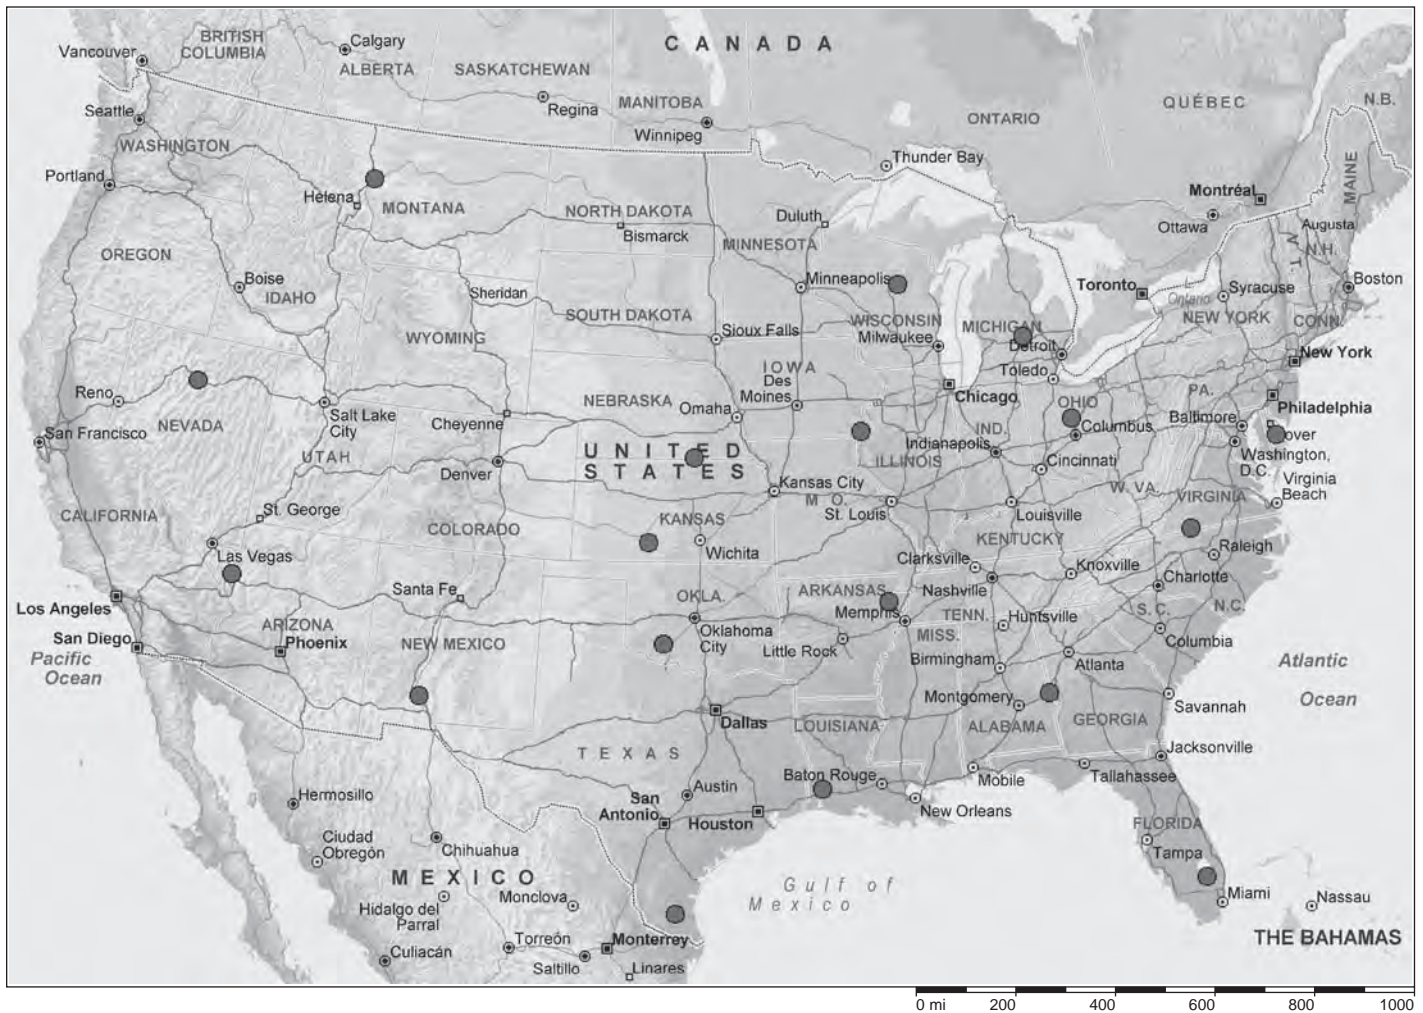 CANADA
BRITISH
COLUMBIA
Vancouver
Calgary
ALBERTA
SASKATCHEWAN
Regina
MANITOBA
Winnipeg
ONTARIO
QUÉBEC
N.B.
Seattle
WASHINGTON
Thunder Bay
Portland
Helena
MONTANA
NORTH DAKOTA
Bismarck
Duluth
MINNESOTA
Montréal
Ottawa
MAINE
Augusta
V T.
N.H.
OREGON
Boise
IDAHO
Sheridan
Minneapolis
Toronto
Ontario
Syracuse
Boston
SOUTH DAKOTA
Sioux Falls
WISCONSIN
Milwaukee
MICHIGAN
Detroit
NEW YORK
CONN.
WYOMING
IOWA
Des
Moines
Toledo
New York
Reno
NEVADA
Salt Lake
City
Cheyenne
NEBRASKA
Omaha
Chicago
OHIO
PA.
Philadelphia
San Francisco
UTAH
Denver
UNITED
STATES
ILLINOIS
IND.
Indianapolis
Columbus
Cincinnati
Baltimore
over
Washington,
D.C.
Virginia
Beach
Kansas City
M O.
St. Louis
Louisville
W. VA.
VIRGINIA
CALIFORNIA
St. George
COLORADO
KANSAS
Wichita
KENTUCKY
Raleigh
Las Vegas
Clarksville
Nashville
Knoxville
Charlotte
Los Angeles
Santa Fe
ARKANSAS
Memphis
OKLA.
TENN.
Huntsville
S. C.
N.C.
San Diego
ARIZONA
Phoenix
NEW MEXICO
Oklahoma
City
Little Rock
MISS.
Birmingham
Atlanta
Columbia
Pacific
Ocean
Atlantic
Ocean
Montgomery
Savannah
Dallas
LOUISIANA
ALABAMA
GEORGIA
TEXAS
Jacksonville
Hermosillo
Austin
San
Antonio
Houston
Baton Rouge
Mobile
Tallahassee
New Orleans
Ciudad
Obregón
Chihuahua
FLORIDA
Tampa
MEXICO
Monclova
Gulf of
Mexico
Miami
Nassau
Hidalgo del
Parral
Culiacán
Torreón
Monterrey
Saltillo
Linares
THE BAHAMAS
0 mi 200 400 600 800 1000